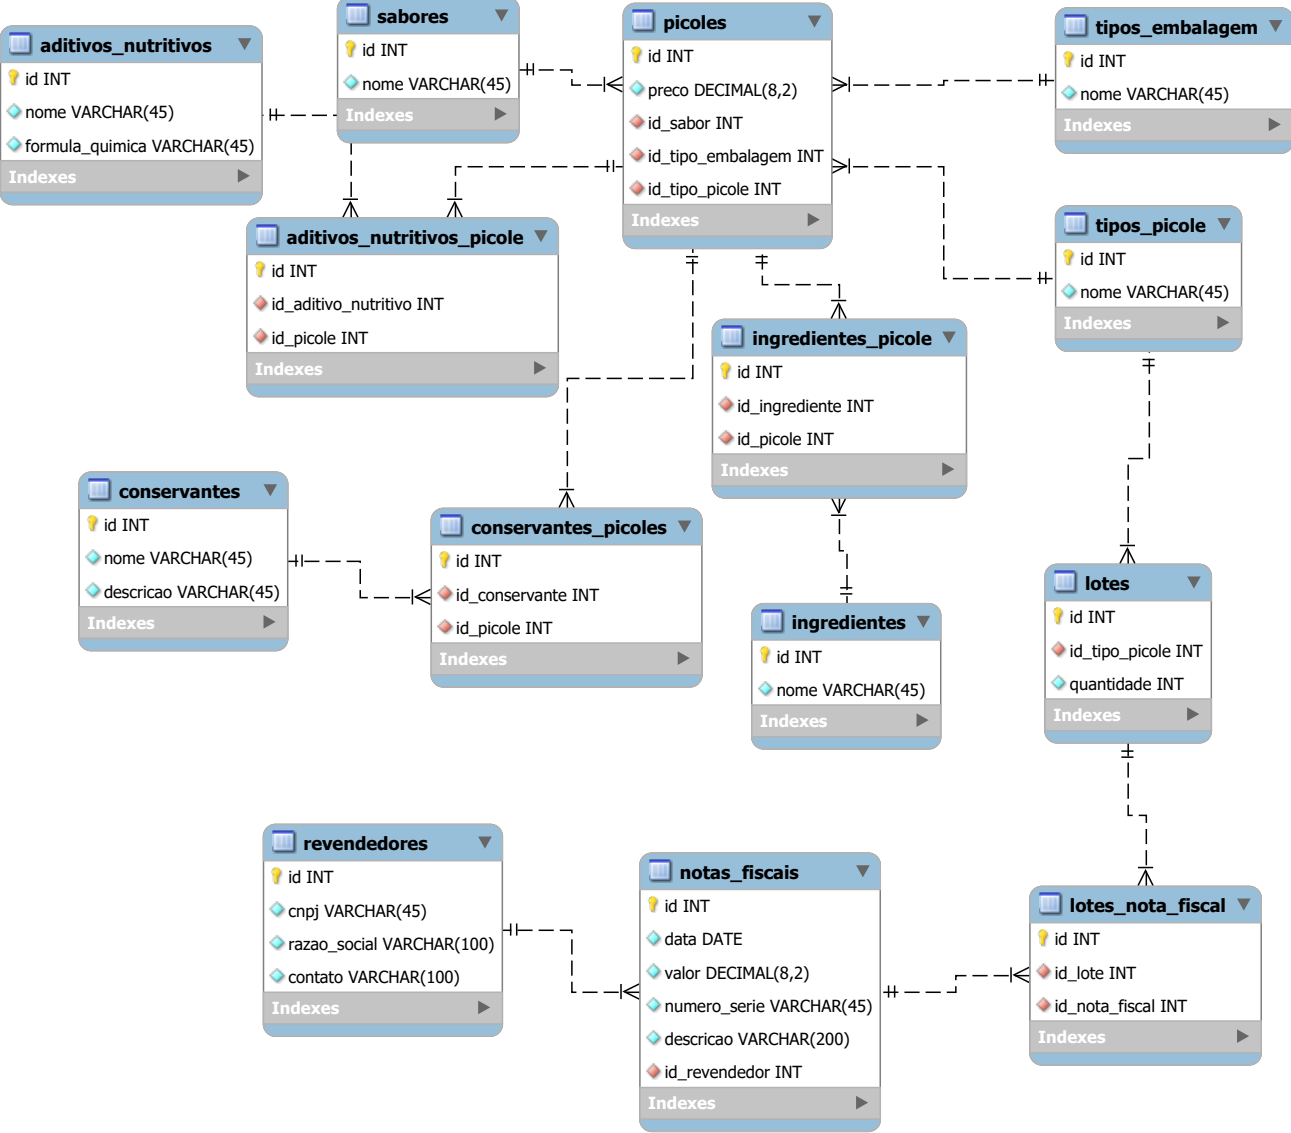 aditivos_nutritivos
id INT
nome VARCHAR(45)
formula_quimica VARCHAR(45)
Indexes
sabores
id INT
nome VARCHAR(45)
Indexes
picoles
id INT
preco DECIMAL(8,2)
id_sabor INT
id_tipo_embalagem INT
id_tipo_picole INT
Indexes
tipos_embalagem
id INT
nome VARCHAR(45)
Indexes
aditivos_nutritivos_picole
id INT
id_aditivo_nutritivo INT
id_picole INT
Indexes
tipos_picole
id INT
nome VARCHAR(45)
Indexes
ingredientes_picole
id INT
id_ingrediente INT
id_picole INT
Indexes
conservantes
id INT
nome VARCHAR(45)
descricao VARCHAR(45)
Indexes
conservantes_picoles
id INT
id_conservante INT
id_picole INT
Indexes
ingredientes
id INT
nome VARCHAR(45)
Indexes
lotes
id INT
id_tipo_picole INT
quantidade INT
Indexes
revendedores
id INT
cnpj VARCHAR(45)
razao_social VARCHAR(100)
contato VARCHAR(100)
Indexes
notas_fiscais
id INT
data DATE
valor DECIMAL(8,2)
numero_serie VARCHAR(45)
descricao VARCHAR(200)
id_revendedor INT
Indexes
lotes_nota_fiscal
id INT
id_lote INT
id_nota_fiscal INT
Indexes